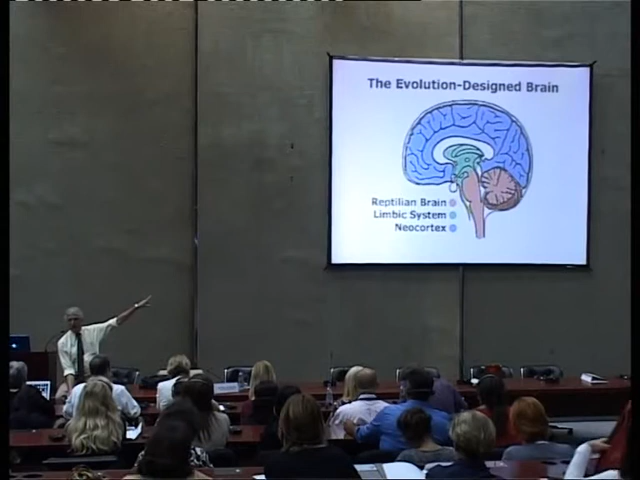 The Evolution-Designed Brain
Reptilian Brain
Limbic System
Neocortex